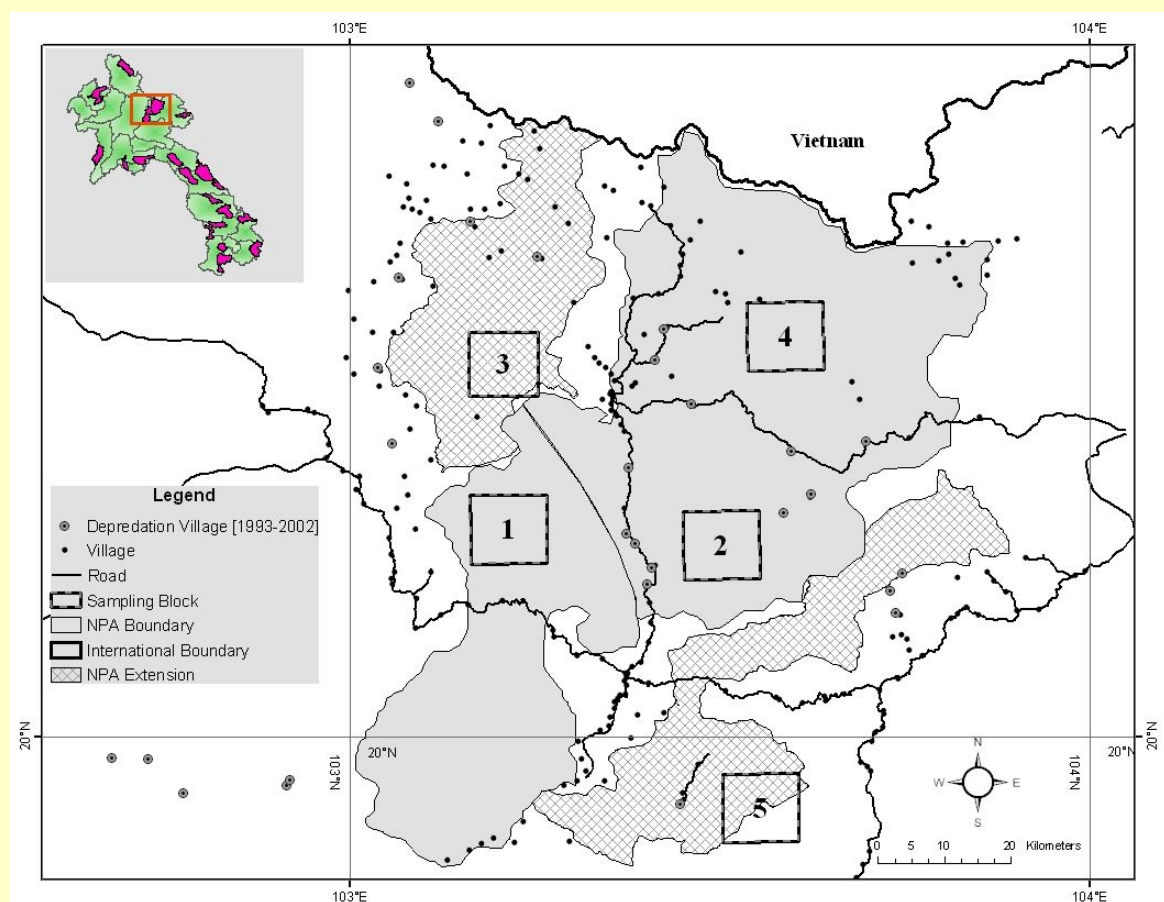 103°E
104°E
Vietnam
3
4
1
2
5
Legend
Depredation Village [1993-2002]
Village
Road
Sampling Block
NPA Boundary
International Boundary
NPA Extension
20°N
20°N
20°N
20°N
103°N
104°N
N
W E
S
0 5 10 20 Kilometers
103°E
104°E